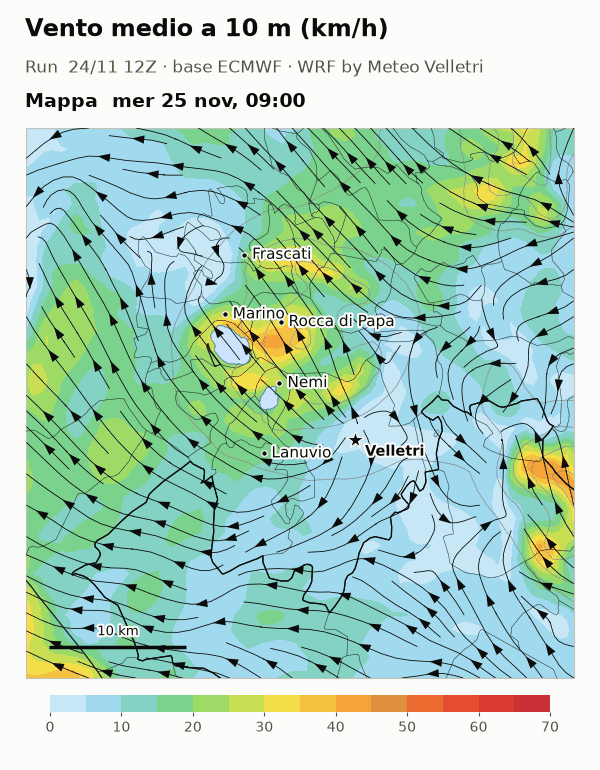 Vento medio a 10 m (km/h)
Run  24/11 12Z · base ECMWF · WRF by Meteo Velletri
Mappa  mer 25 nov, 09:00
Frascati
Marino
Rocca di Papa
Nemi
Velletri
Lanuvio
10 km
0 10 20 30 40 50 60 70